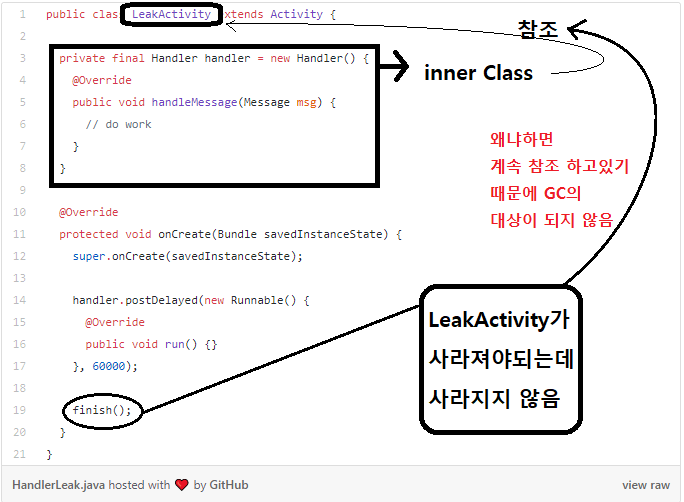 1 public class LeakActivity extends Activity {
2
3 private final Handler handler = new Handler() {
4 @Override
5 public void handleMessage(Message msg) {
6 // do work
7 }
8 }
9
10 @Override
11 protected void onCreate(Bundle savedInstanceState) {
12 super.onCreate(savedInstanceState);
13
14 handler.postDelayed(new Runnable() {
15 @Override
16 public void run() {}
17 }, 60000);
18
19 finish();
20 }
21 }
참조
inner Class
왜냐하면
계속 참조 하고있기
때문에 GC의
대상이 되지 않음
LeakActivity가
사라져야되는데
사라지지 않음
HandlerLeak.java hosted with ❤ by GitHub
view raw